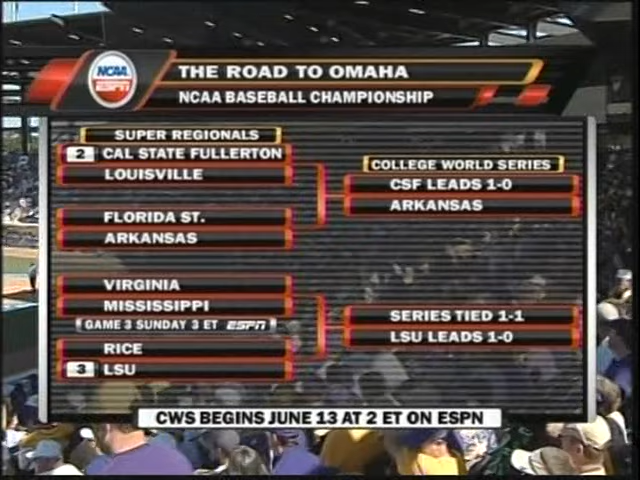 NCAA
ESPN
THE ROAD TO OMAHA
NCAA BASEBALL CHAMPIONSHIP
SUPER REGIONALS
2 CAL STATE FULLERTON
LOUISVILLE
FLORIDA ST.
ARKANSAS
VIRGINIA
MISSISSIPPI
GAME 3 SUNDAY 3 ET ESPN
RICE
3 LSU
COLLEGE WORLD SERIES
CSF LEADS 1-0
ARKANSAS
SERIES TIED 1-1
LSU LEADS 1-0
CWS BEGINS JUNE 13 AT 2 ET ON ESPN